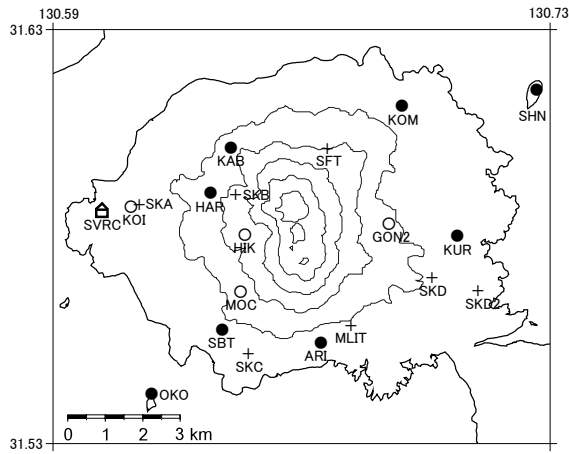 130.59
130.73
31.63
SHN
KOM
KAB
SFT
HAR
SKB
SKA
KOI
SVRC
GON2
HIK
KUR
SKD
SKD2
MOC
MLIT
SBT
ARI
SKC
OKO
0 1 2 3 km
31.53